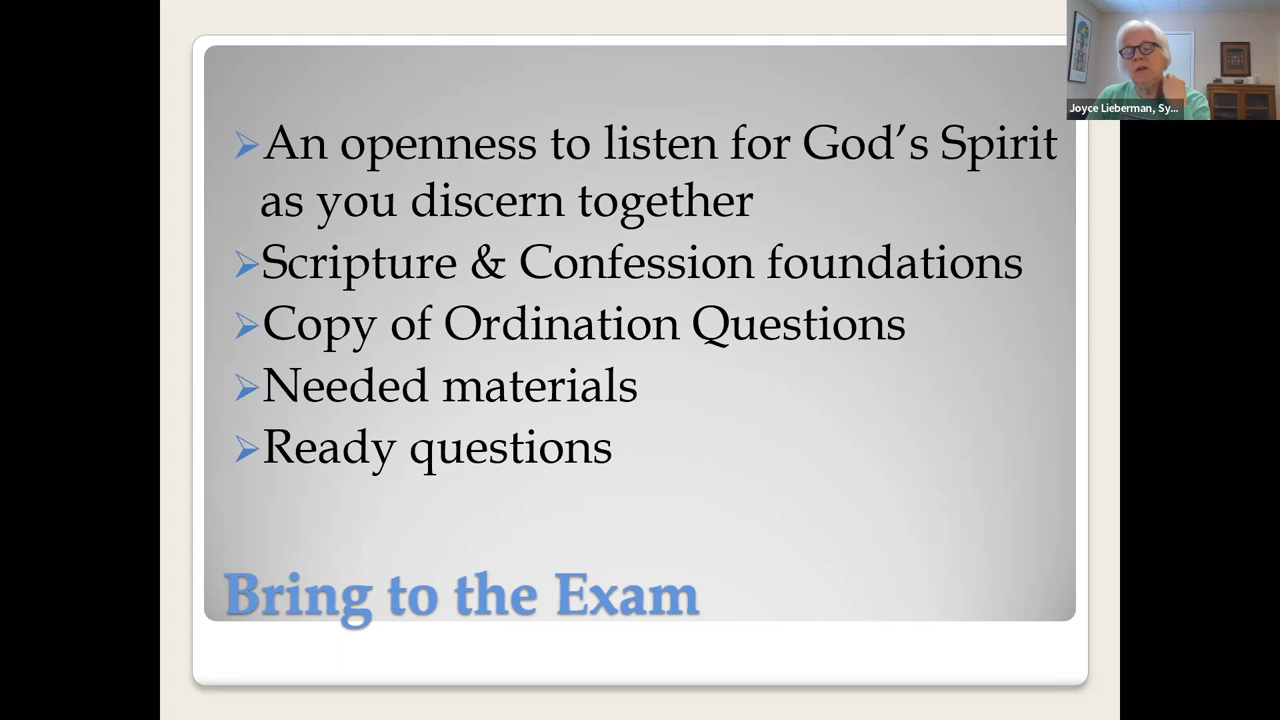 ➢An openness to listen for God’s Spirit
as you discern together
➢Scripture & Confession foundations
➢Copy of Ordination Questions
➢Needed materials
➢Ready questions
Bring to the Exam
Joyce Lieberman, Sy...